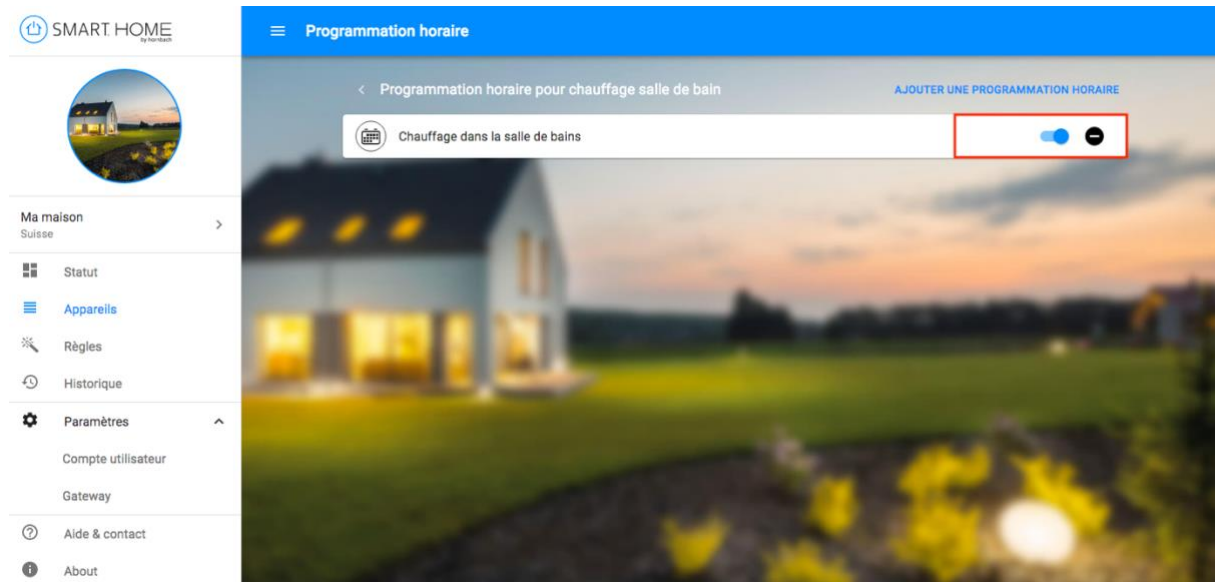 SMART HOME
by hornbach
Ma maison
Suisse
Statut
Appareils
Règles
Historique
Paramètres
Compte utilisateur
Gateway
Aide & contact
About
Programmation horaire
Programmation horaire pour chauffage salle de bain
AJOUTER UNE PROGRAMMATION HORAIRE
Chauffage dans la salle de bains